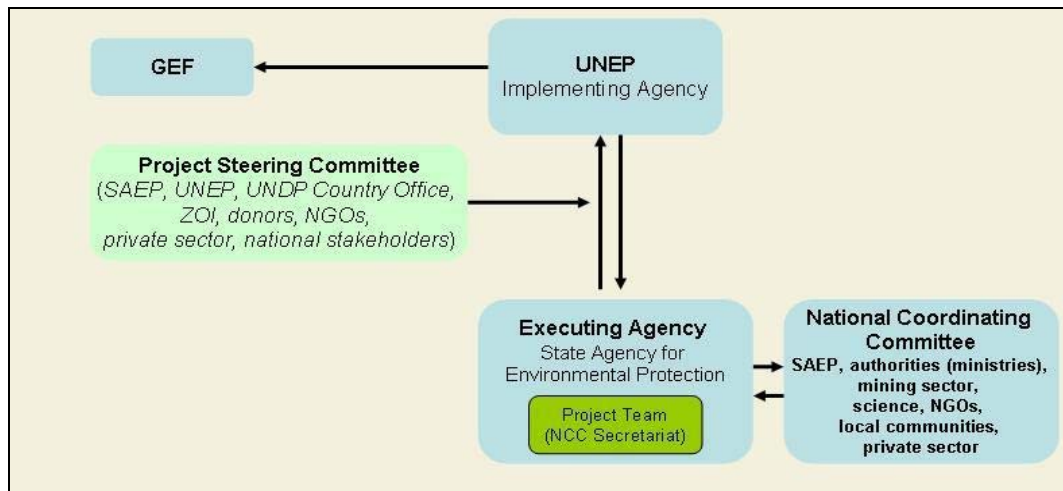 GEF
UNEP
Implementing Agency
Project Steering Committee
(SAEP, UNEP, UNDP Country Office,
ZOI, donors, NGOs,
private sector, national stakeholders)
Executing Agency
State Agency for
Environmental Protection
Project Team
(NCC Secretariat)
National Coordinating
Committee
SAEP, authorities (ministries),
mining sector,
science, NGOs,
local communities,
private sector